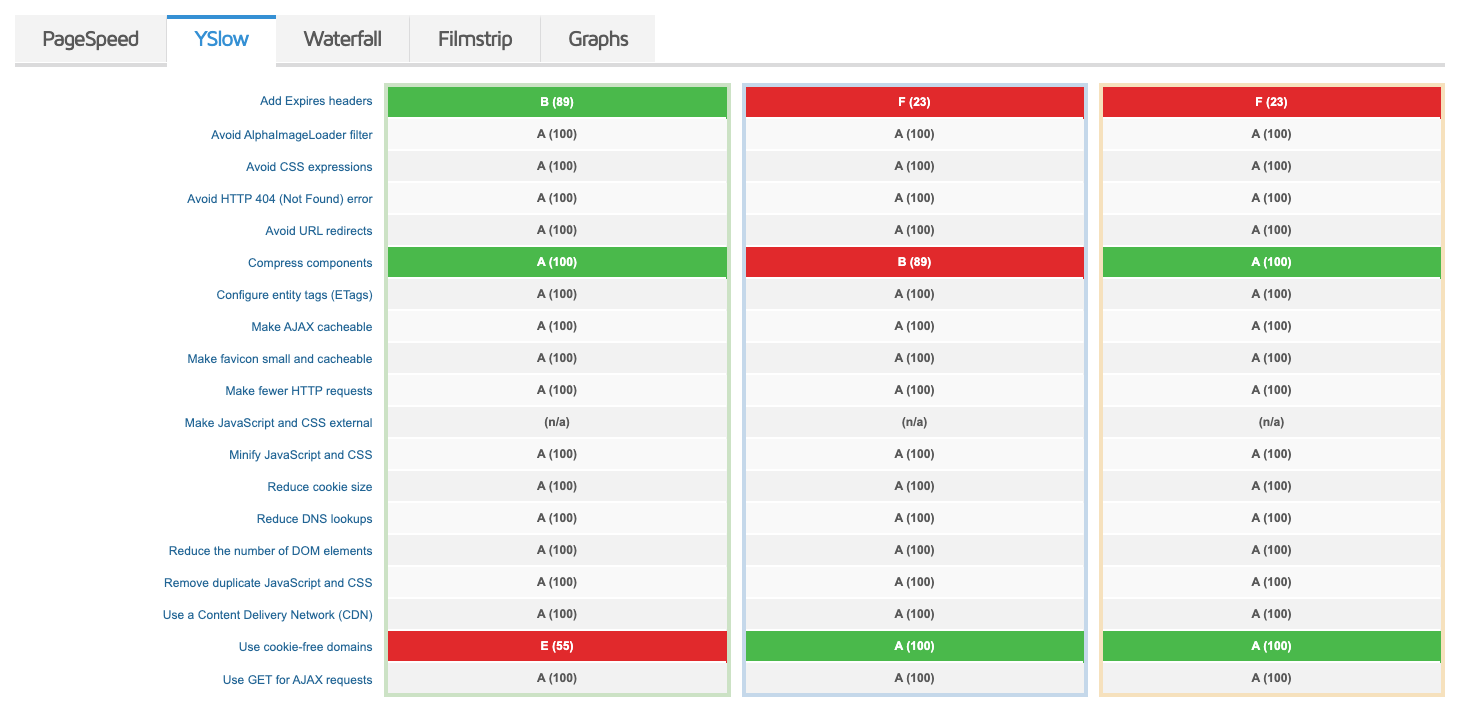 PageSpeed YSlow Waterfall Filmstrip Graphs
Add Expires headers B (89) F (23) F (23)
Avoid AlphaImageLoader filter A (100) A (100) A (100)
Avoid CSS expressions A (100) A (100) A (100)
Avoid HTTP 404 (Not Found) error A (100) A (100) A (100)
Avoid URL redirects A (100) A (100) A (100)
Compress components A (100) B (89) A (100)
Configure entity tags (ETags) A (100) A (100) A (100)
Make AJAX cacheable A (100) A (100) A (100)
Make favicon small and cacheable A (100) A (100) A (100)
Make fewer HTTP requests A (100) A (100) A (100)
Make JavaScript and CSS external (n/a) (n/a) (n/a)
Minify JavaScript and CSS A (100) A (100) A (100)
Reduce cookie size A (100) A (100) A (100)
Reduce DNS lookups A (100) A (100) A (100)
Reduce the number of DOM elements A (100) A (100) A (100)
Remove duplicate JavaScript and CSS A (100) A (100) A (100)
Use a Content Delivery Network (CDN) A (100) A (100) A (100)
Use cookie-free domains E (55) A (100) A (100)
Use GET for AJAX requests A (100) A (100) A (100)